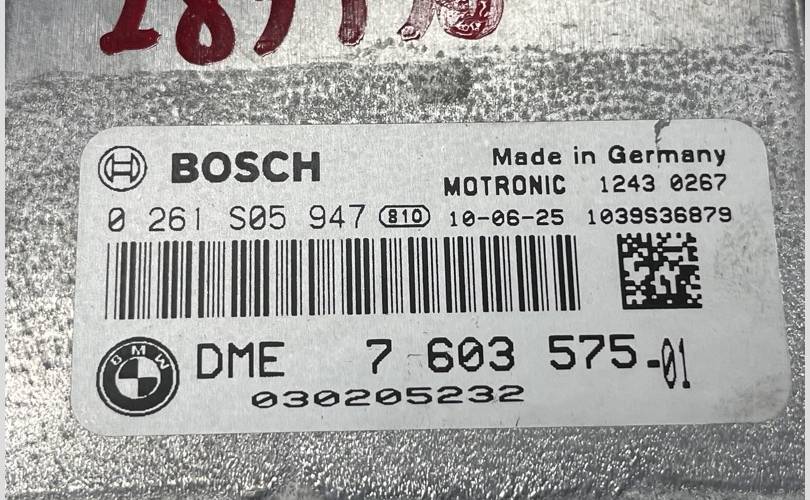 BOSCH
Made in Germany
MOTRONIC 1243 0267
0 261 S05 947 810 10-06-25 1039S36879
BMW
DME 7 603 575-01
030205232